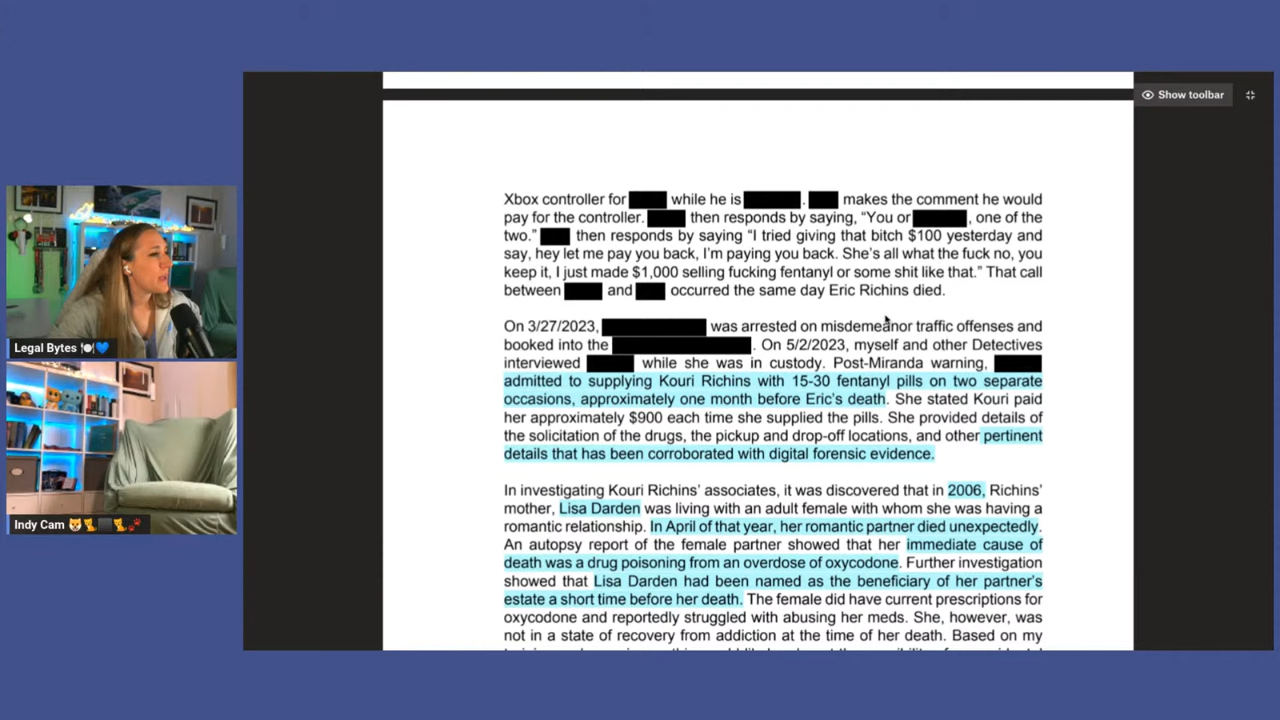 Show toolbar
Xbox controller for while he is . makes the comment he would
pay for the controller. then responds by saying, “You or , one of the
two.” then responds by saying “I tried giving that bitch $100 yesterday and
say, hey let me pay you back, I’m paying you back. She’s all what the fuck no, you
keep it, I just made $1,000 selling fucking fentanyl or some shit like that.” That call
between and occurred the same day Eric Richins died.
On 3/27/2023, was arrested on misdemeanor traffic offenses and
booked into the . On 5/2/2023, myself and other Detectives
interviewed while she was in custody. Post-Miranda warning,
admitted to supplying Kouri Richins with 15-30 fentanyl pills on two separate
occasions, approximately one month before Eric’s death. She stated Kouri paid
her approximately $900 each time she supplied the pills. She provided details of
the solicitation of the drugs, the pickup and drop-off locations, and other pertinent
details that has been corroborated with digital forensic evidence.
In investigating Kouri Richins’ associates, it was discovered that in 2006, Richins’
mother, Lisa Darden was living with an adult female with whom she was having a
romantic relationship. In April of that year, her romantic partner died unexpectedly.
An autopsy report of the female partner showed that her immediate cause of
death was a drug poisoning from an overdose of oxycodone. Further investigation
showed that Lisa Darden had been named as the beneficiary of her partner’s
estate a short time before her death. The female did have current prescriptions for
oxycodone and reportedly struggled with abusing her meds. She, however, was
not in a state of recovery from addiction at the time of her death. Based on my
Legal Bytes 🍽️💙
Indy Cam